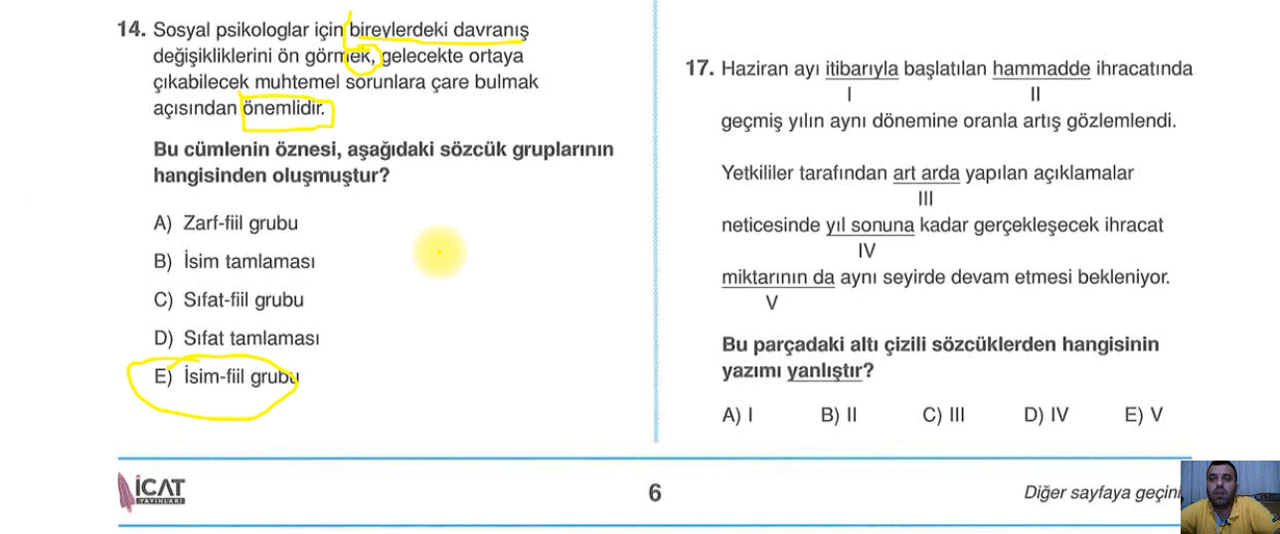 14. Sosyal psikologlar için bireylerdeki davranış
değişikliklerini ön görmek, gelecekte ortaya
çıkabilecek muhtemel sorunlara çare bulmak
açısından önemlidir.
Bu cümlenin öznesi, aşağıdaki sözcük gruplarının
hangisinden oluşmuştur?
A) Zarf-fiil grubu
B) İsim tamlaması
C) Sıfat-fiil grubu
D) Sıfat tamlaması
E) İsim-fiil grubu
17. Haziran ayı itibarıyla başlatılan hammadde ihracatında
I II
geçmiş yılın aynı dönemine oranla artış gözlemlendi.
Yetkililer tarafından art arda yapılan açıklamalar
III
neticesinde yıl sonuna kadar gerçekleşecek ihracat
IV
miktarının da aynı seyirde devam etmesi bekleniyor.
V
Bu parçadaki altı çizili sözcüklerden hangisinin
yazımı yanlıştır?
A) I B) II C) III D) IV E) V
İCAT
YAYINLARI
6
Diğer sayfaya geçini